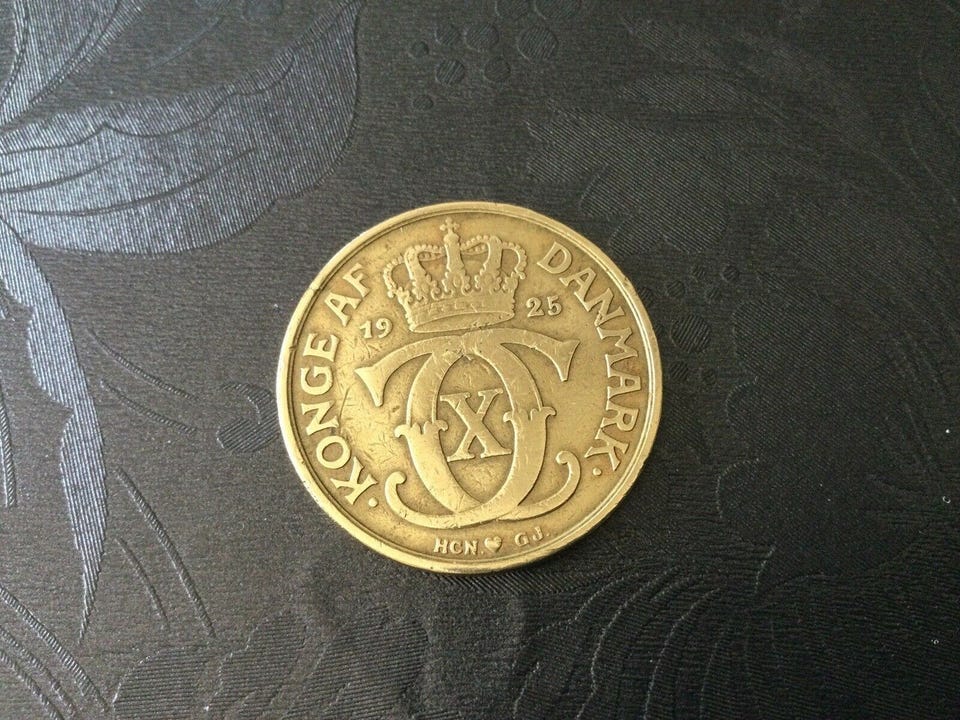 · KONGE AF DANMARK ·
19 25
X
HCN.♥ GJ.